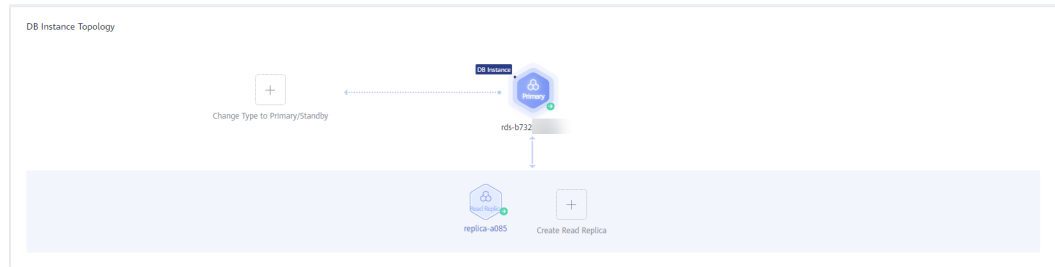 DB Instance Topology
DB Instance
Primary
Change Type to Primary/Standby
rds-b732
Read Replic
replica-a085
Create Read Replica